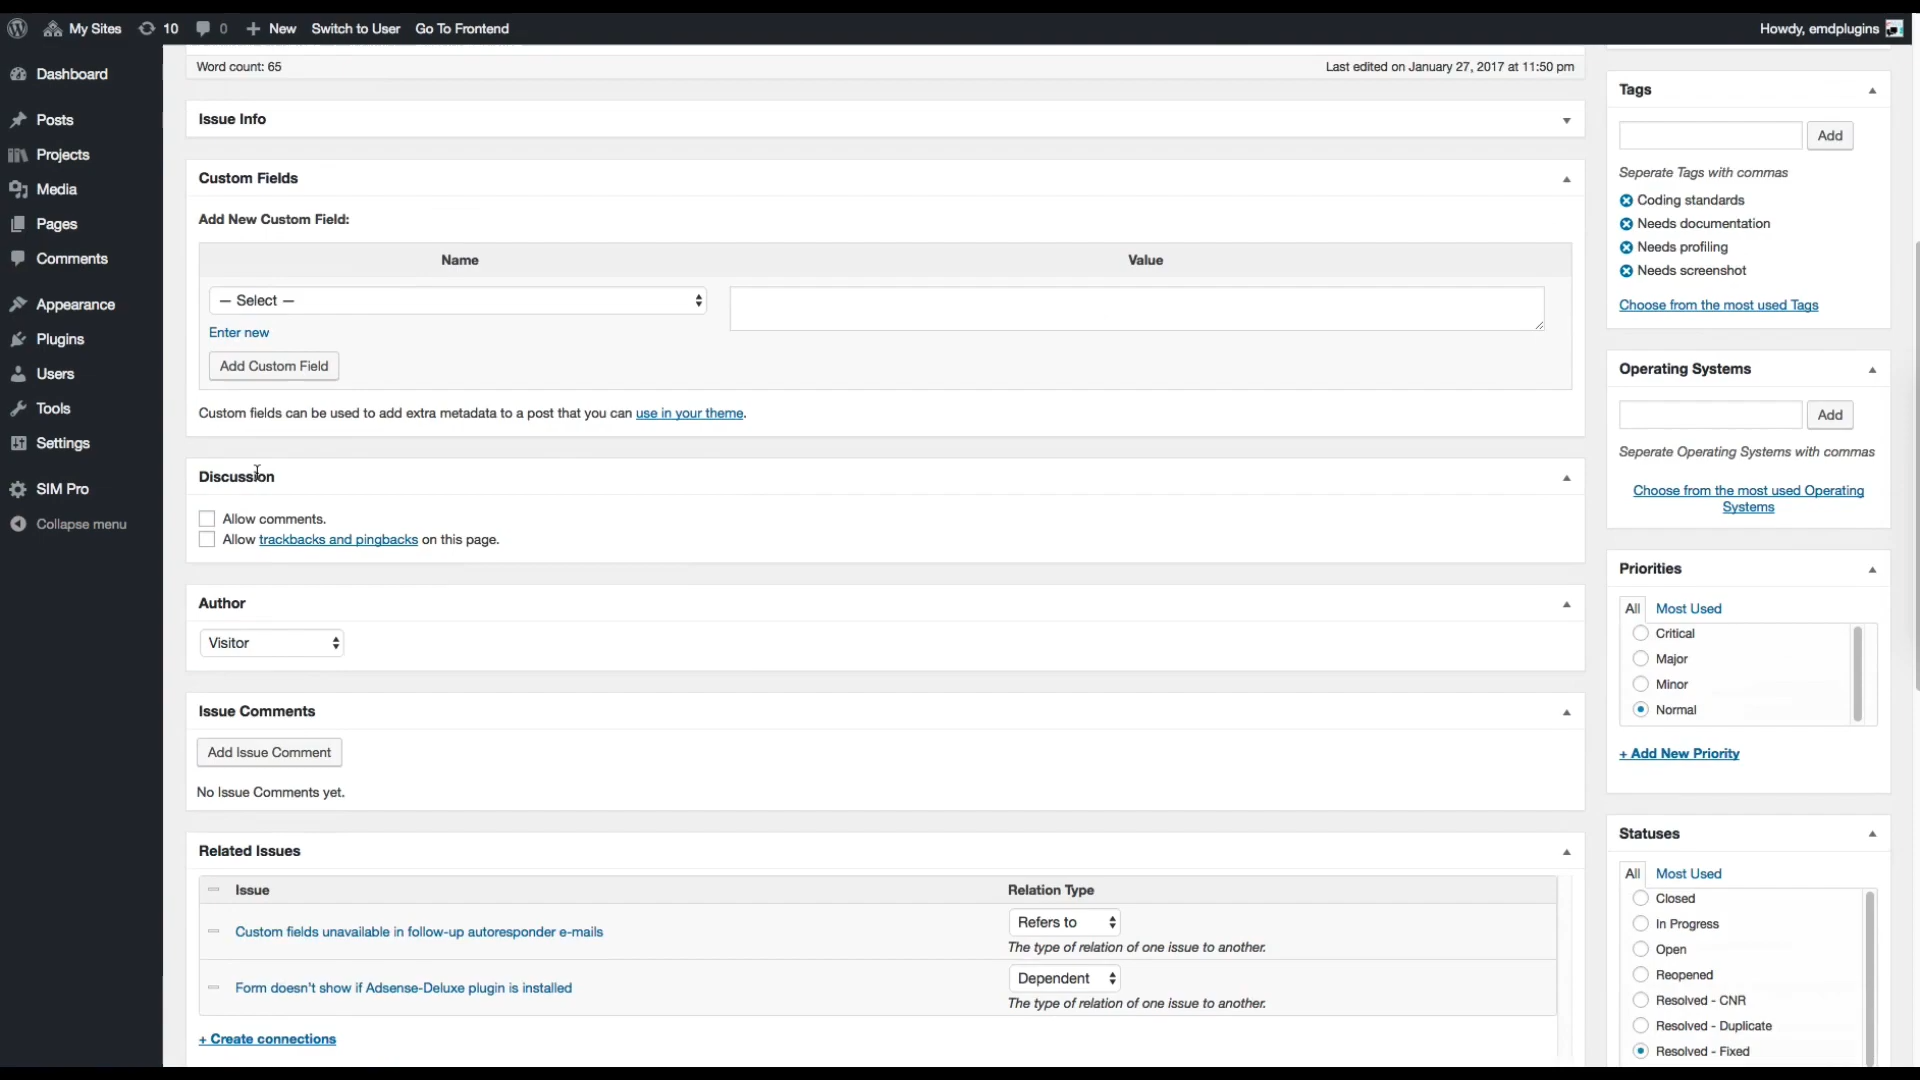 My Sites 10 0 New Switch to User Go To Frontend Howdy, emdplugins
Dashboard
Posts
Projects
Media
Pages
Comments
Appearance
Plugins
Users
Tools
Settings
SIM Pro
Collapse menu
Word count: 65 Last edited on January 27, 2017 at 11:50 pm
Issue Info
Custom Fields
Add New Custom Field:
Name Value
— Select —
Enter new
Add Custom Field
Custom fields can be used to add extra metadata to a post that you can use in your theme.
Discussion
Allow comments.
Allow trackbacks and pingbacks on this page.
Author
Visitor
Issue Comments
Add Issue Comment
No Issue Comments yet.
Related Issues
Issue Relation Type
Custom fields unavailable in follow-up autoresponder e-mails Refers to
The type of relation of one issue to another.
Form doesn't show if Adsense-Deluxe plugin is installed Dependent
The type of relation of one issue to another.
+ Create connections
Tags
Add
Seperate Tags with commas
Coding standards
Needs documentation
Needs profiling
Needs screenshot
Choose from the most used Tags
Operating Systems
Add
Seperate Operating Systems with commas
Choose from the most used Operating
Systems
Priorities
All Most Used
Critical
Major
Minor
Normal
+ Add New Priority
Statuses
All Most Used
Closed
In Progress
Open
Reopened
Resolved - CNR
Resolved - Duplicate
Resolved - Fixed